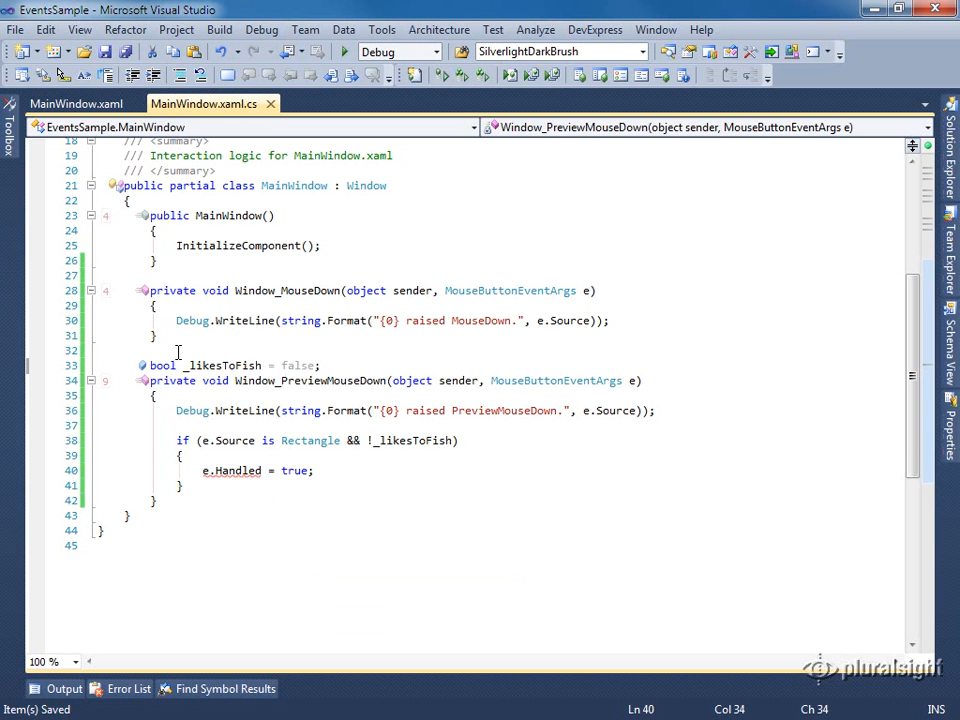 EventsSample - Microsoft Visual Studio
File Edit View Refactor Project Build Debug Team Data Tools Architecture Test Analyze DevExpress Window Help
Debug SilverlightDarkBrush
MainWindow.xaml MainWindow.xaml.cs
EventsSample.MainWindow Window_PreviewMouseDown(object sender, MouseButtonEventArgs e)
18 /// <summary>
19 /// Interaction logic for MainWindow.xaml
20 /// </summary>
21 public partial class MainWindow : Window
22 {
23 4 public MainWindow()
24 {
25 InitializeComponent();
26 }
27
28 4 private void Window_MouseDown(object sender, MouseButtonEventArgs e)
29 {
30 Debug.WriteLine(string.Format("{0} raised MouseDown.", e.Source));
31 }
32
33 bool _likesToFish = false;
34 9 private void Window_PreviewMouseDown(object sender, MouseButtonEventArgs e)
35 {
36 Debug.WriteLine(string.Format("{0} raised PreviewMouseDown.", e.Source));
37
38 if (e.Source is Rectangle && !_likesToFish)
39 {
40 e.Handled = true;
41 }
42 }
43 }
44 }
45
Toolbox
Solution Explorer
Team Explorer
Schema View
Properties
100 %
pluralsight
Output Error List Find Symbol Results
Item(s) Saved Ln 40 Col 34 Ch 34 INS